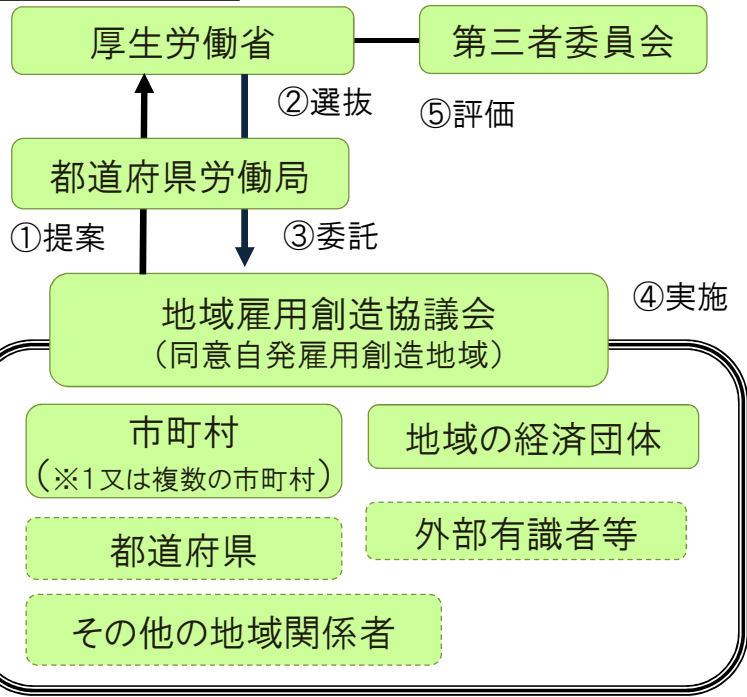 厚生労働省
第三者委員会
②選抜
⑤評価
都道府県労働局
①提案
③委託
地域雇用創造協議会
（同意自発雇用創造地域）
④実施
市町村
（※1又は複数の市町村）
地域の経済団体
都道府県
外部有識者等
その他の地域関係者